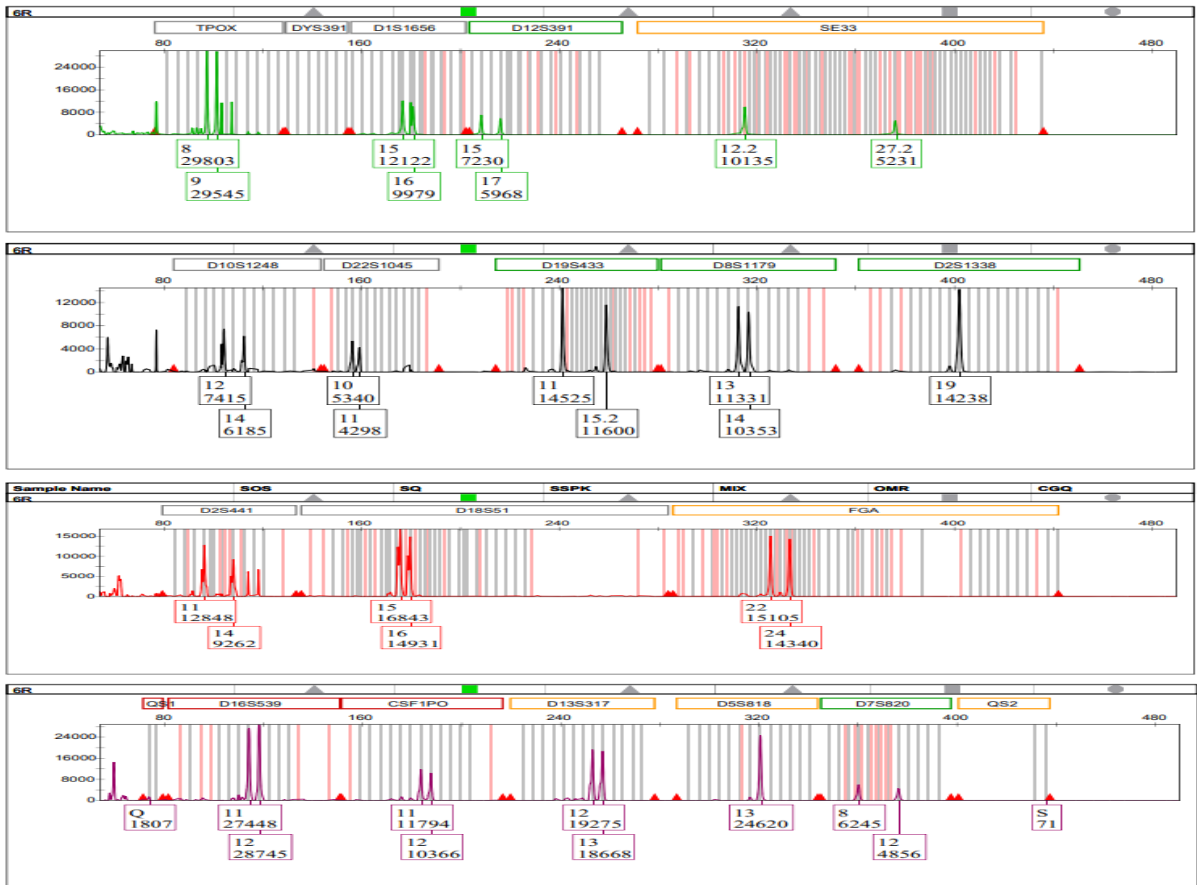 6R
TPOX DYS391 D1S1656 D12S391 SE33
80 160 240 320 400 480
24000
16000
8000
0
8 15 15 12.2 27.2
29803 12122 7230 10135 5231
9 16 17
29545 9979 5968
6R
D10S1248 D22S1045 D19S433 D8S1179 D2S1338
80 160 240 320 400 480
12000
8000
4000
0
12 10 11 13 19
7415 5340 14525 11331 14238
14 11 15.2 14
6185 4298 11600 10353
Sample Name SOS SQ SSPK MIX OMR CGQ
6R
D2S441 D18S51 FGA
80 160 240 320 400 480
15000
10000
5000
0
11 15 22
12848 16843 15105
14 16 24
9262 14931 14340
6R
QS1 D16S539 CSF1PO D13S317 D5S818 D7S820 QS2
80 160 240 320 400 480
24000
16000
8000
0
Q 11 11 12 13 8 S
1807 27448 11794 19275 24620 6245 71
12 12 13 12
28745 10366 18668 4856